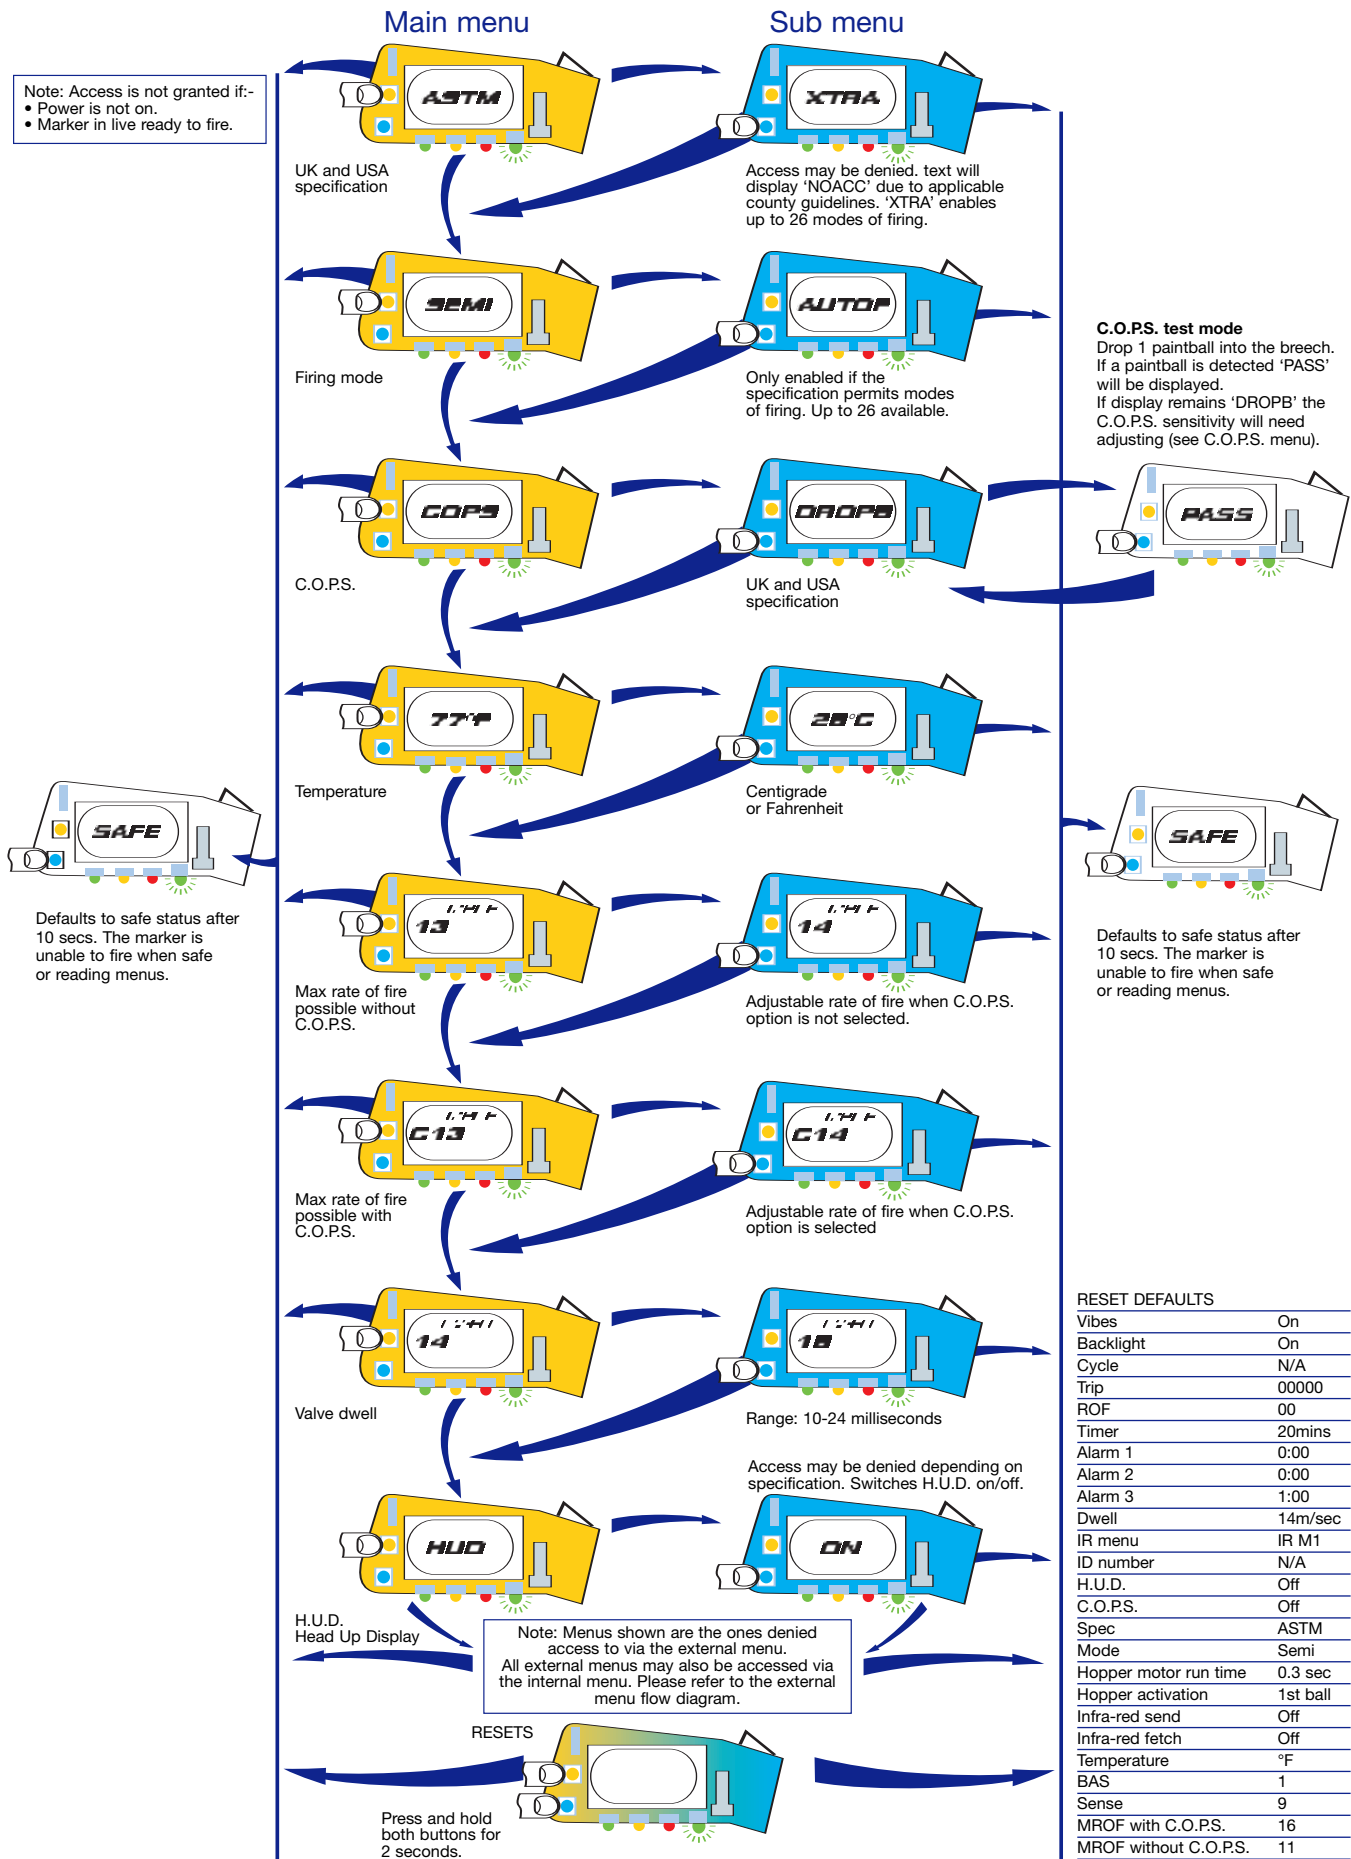 Main menu
Sub menu
Note: Access is not granted if:-
• Power is not on.
• Marker in live ready to fire.
ASTM
XTRA
UK and USA
specification
Access may be denied. text will
display ‘NOACC’ due to applicable
county guidelines. ‘XTRA’ enables
up to 26 modes of firing.
SEMI
AUTOF
Firing mode
Only enabled if the
specification permits modes
of firing. Up to 26 available.
C.O.P.S. test mode
Drop 1 paintball into the breech.
If a paintball is detected ‘PASS’
will be displayed.
If display remains ‘DROPB’ the
C.O.P.S. sensitivity will need
adjusting (see C.O.P.S. menu).
COPS
DROPB
PASS
C.O.P.S.
UK and USA
specification
77°F
28°C
Temperature
Centigrade
or Fahrenheit
SAFE
Defaults to safe status after
10 secs. The marker is
unable to fire when safe
or reading menus.
SAFE
Defaults to safe status after
10 secs. The marker is
unable to fire when safe
or reading menus.
13
14
Max rate of fire
possible without
C.O.P.S.
Adjustable rate of fire when C.O.P.S.
option is not selected.
C13
C14
Max rate of fire
possible with
C.O.P.S.
Adjustable rate of fire when C.O.P.S.
option is selected
14
18
Valve dwell
Range: 10-24 milliseconds
Access may be denied depending on
specification. Switches H.U.D. on/off.
HUD
ON
H.U.D.
Head Up Display
Note: Menus shown are the ones denied
access to via the external menu.
All external menus may also be accessed via
the internal menu. Please refer to the external
menu flow diagram.
RESETS
Press and hold
both buttons for
2 seconds.
RESET DEFAULTS
Vibes On
Backlight On
Cycle N/A
Trip 00000
ROF 00
Timer 20mins
Alarm 1 0:00
Alarm 2 0:00
Alarm 3 1:00
Dwell 14m/sec
IR menu IR M1
ID number N/A
H.U.D. Off
C.O.P.S. Off
Spec ASTM
Mode Semi
Hopper motor run time 0.3 sec
Hopper activation 1st ball
Infra-red send Off
Infra-red fetch Off
Temperature °F
BAS 1
Sense 9
MROF with C.O.P.S. 16
MROF without C.O.P.S. 11